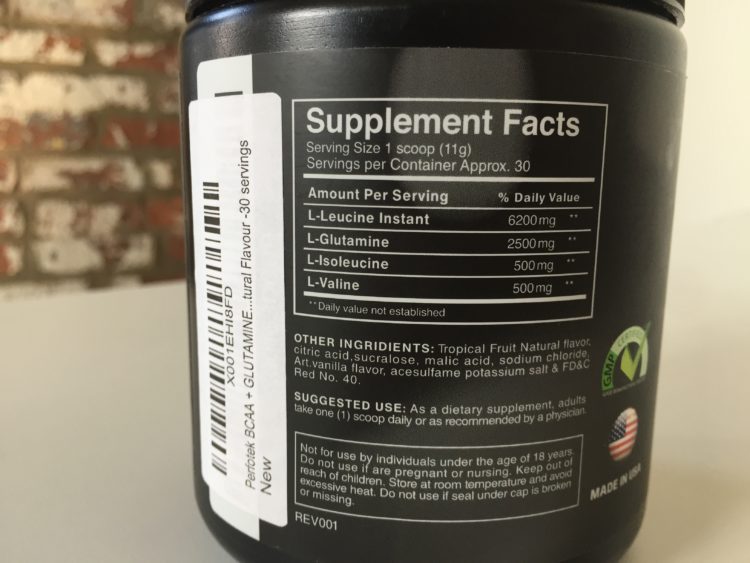 Supplement Facts
Serving Size 1 scoop (11g)
Servings per Container Approx. 30
Amount Per Serving % Daily Value
L-Leucine Instant 6200mg **
L-Glutamine 2500mg **
L-Isoleucine 500mg **
L-Valine 500mg **
**Daily value not established
OTHER INGREDIENTS: Tropical Fruit Natural flavor,
citric acid,sucralose, malic acid, sodium chloride,
Art.vanilla flavor, acesulfame potassium salt & FD&C
Red No. 40.
SUGGESTED USE: As a dietary supplement, adults
take one (1) scoop daily or as recommended by a physician.
Not for use by individuals under the age of 18 years.
Do not use if are pregnant or nursing. Keep out of
reach of children. Store at room temperature and avoid
excessive heat. Do not use if seal under cap is broken
or missing.
REV001
GMP CERTIFIED
MADE IN USA
X001EHI8FD
Perfotek BCAA + GLUTAMINE...tural Flavour -30 servings
New